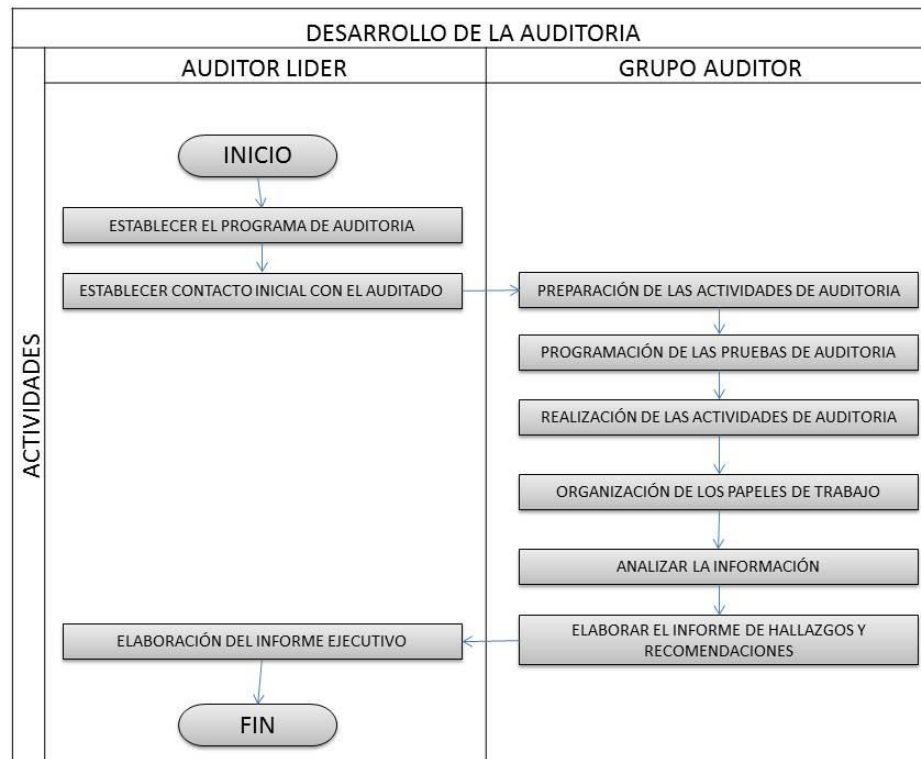 DESARROLLO DE LA AUDITORIA
AUDITOR LIDER
GRUPO AUDITOR
ACTIVIDADES
INICIO
ESTABLECER EL PROGRAMA DE AUDITORIA
ESTABLECER CONTACTO INICIAL CON EL AUDITADO
PREPARACIÓN DE LAS ACTIVIDADES DE AUDITORIA
PROGRAMACIÓN DE LAS PRUEBAS DE AUDITORIA
REALIZACIÓN DE LAS ACTIVIDADES DE AUDITORIA
ORGANIZACIÓN DE LOS PAPELES DE TRABAJO
ANALIZAR LA INFORMACIÓN
ELABORAR EL INFORME DE HALLAZGOS Y
RECOMENDACIONES
ELABORACIÓN DEL INFORME EJECUTIVO
FIN